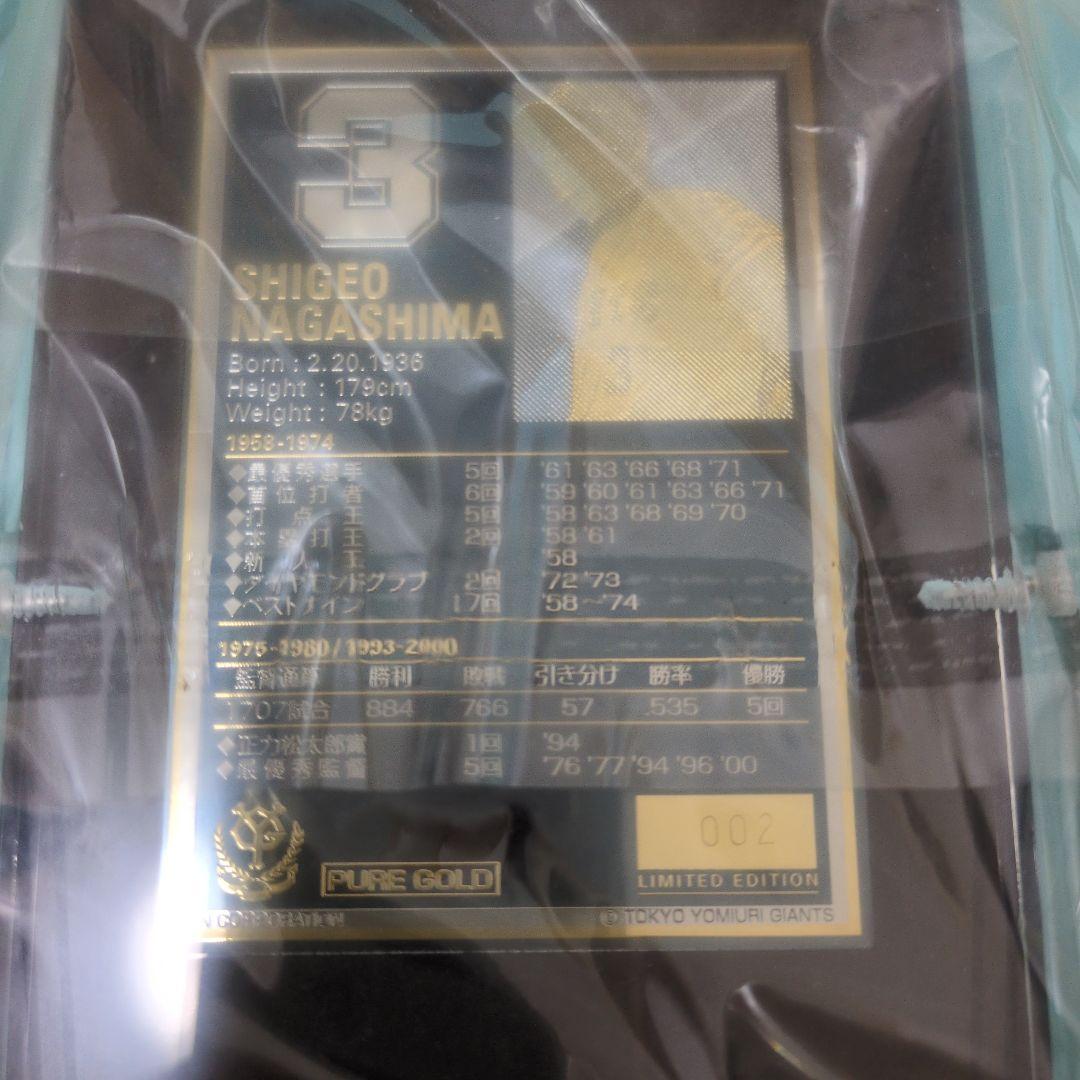 3
SHIGEO
NAGASHIMA
Born : 2.20.1936
Height : 179cm
Weight : 78kg
1958-1974
◆最優秀選手 5回 '61 '63 '66 '68 '71
◆首位打者 6回 '59 '60 '61 '63 '66 '71
◆打点王 5回 '58 '63 '68 '69 '70
◆本塁打王 2回 '58 '61
◆新人王 '58
◆ダイヤモンドグラブ 2回 '72 '73
◆ベストナイン 17回 '58〜'74
1975-1980/1993-2000
監督通算 勝利 敗戦 引き分け 勝率 優勝
1707試合 884 766 57 .535 5回
◆正力松太郎賞 1回 '94
◆最優秀監督 5回 '76 '77 '94 '96 '00
002
PURE GOLD
LIMITED EDITION
CORPORATION © TOKYO YOMIURI GIANTS